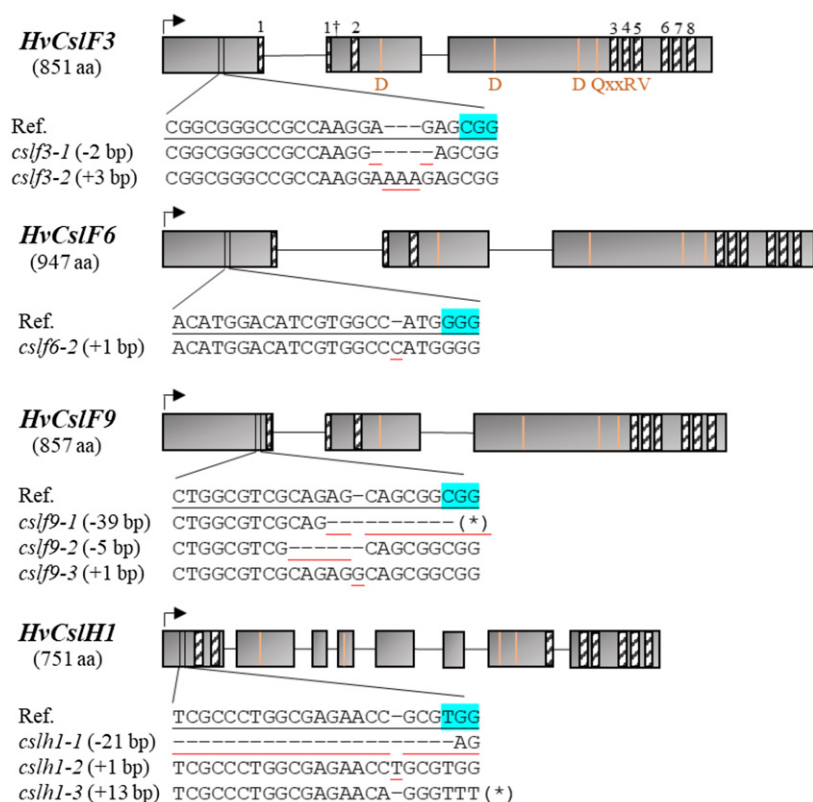 HvCslF3
(851 aa)
1 1† 2 3 4 5 6 7 8
D D D QxxRV
Ref. CGGCGGGCCGCCAAGGA---GAGCGG
cslf3-1 (-2 bp) CGGCGGGCCGCCAAGG-----AGCGG
cslf3-2 (+3 bp) CGGCGGGCCGCCAAGGAAAAGAGCGG
HvCslF6
(947 aa)
Ref. ACATGGACATCGTGGCC-ATGGGG
cslf6-2 (+1 bp) ACATGGACATCGTGGCCCATGGGG
HvCslF9
(857 aa)
Ref. CTGGCGTCGCAGAG-CAGCGGCGG
cslf9-1 (-39 bp) CTGGCGTCGCAG----------(*)
cslf9-2 (-5 bp) CTGGCGTCG------CAGCGGCGG
cslf9-3 (+1 bp) CTGGCGTCGCAGAGGCAGCGGCGG
HvCslH1
(751 aa)
Ref. TCGCCCTGGCGAGAACC-GCGTGG
cslh1-1 (-21 bp) ----------------------AG
cslh1-2 (+1 bp) TCGCCCTGGCGAGAACCTGCGTGG
cslh1-3 (+13 bp) TCGCCCTGGCGAGAACA-GGGTTT(*)